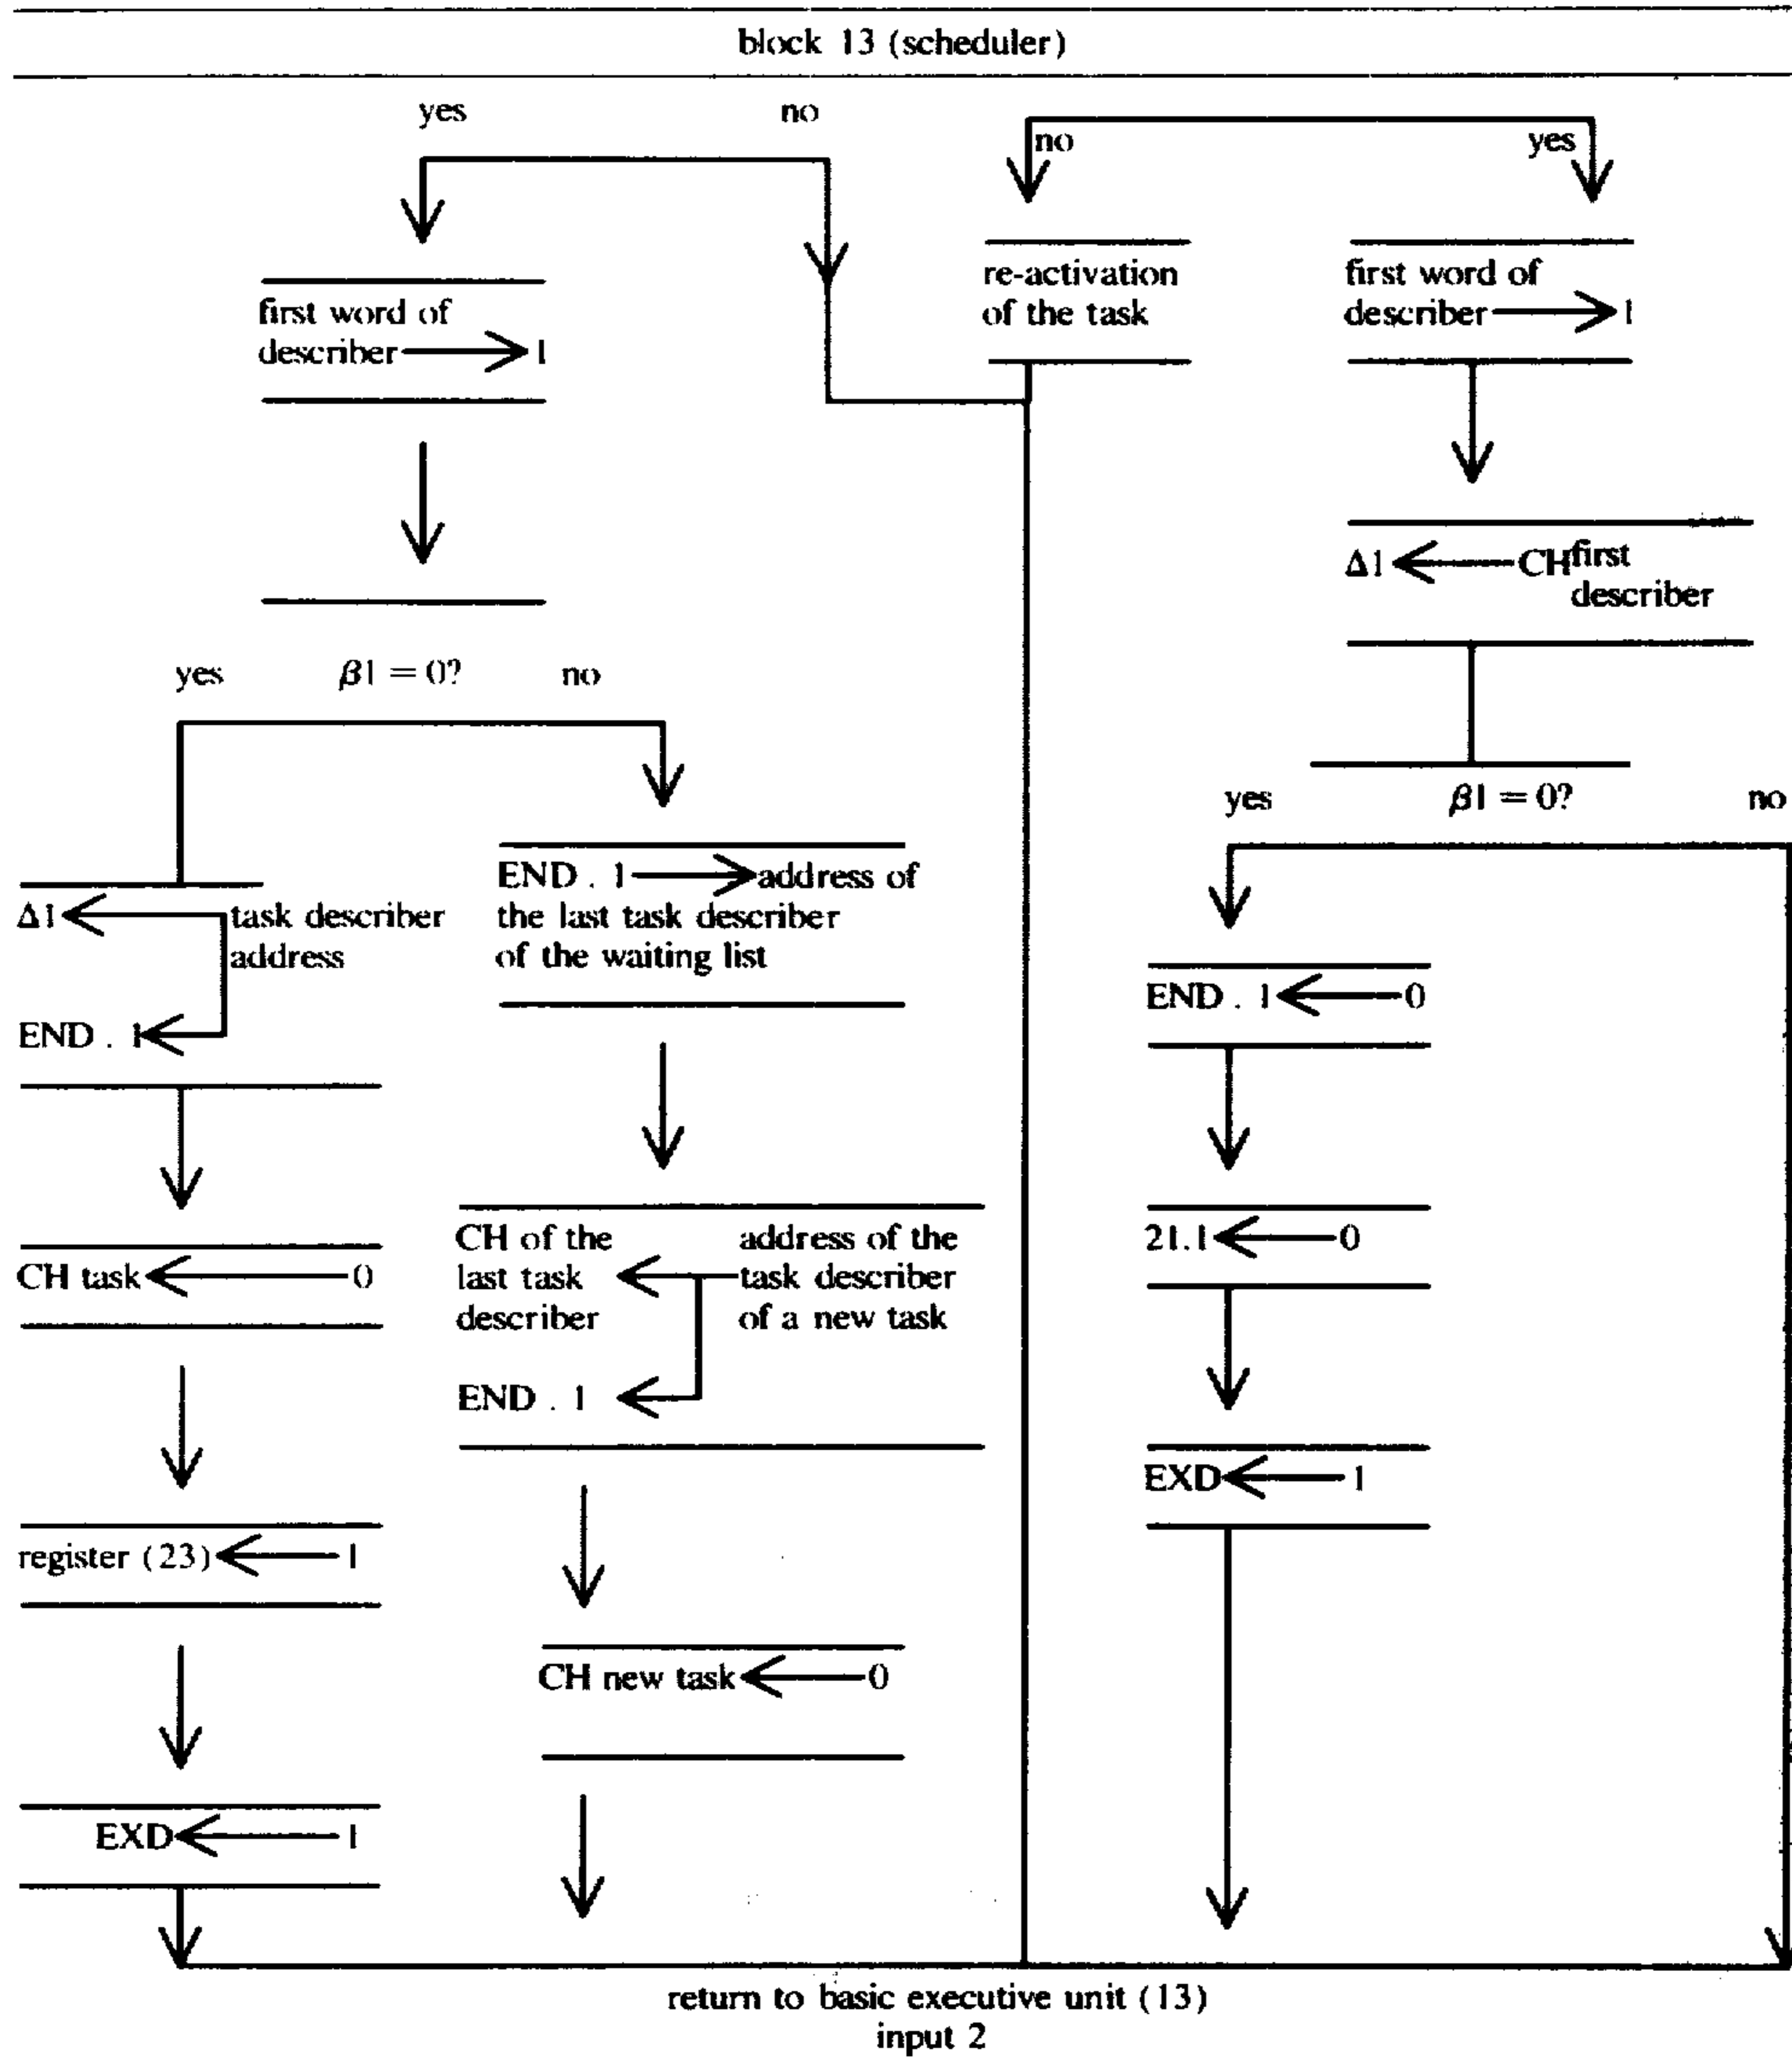 block 13 (scheduler)
yes
no
no
yes
first word of
describer 1
re-activation
of the task
first word of
describer 1
Δ1 CH first
describer
yes β1 = 0? no
yes β1 = 0? no
Δ1 task describer
address
END . 1
END . 1 address of
the last task describer
of the waiting list
END . 1 0
CH task 0
CH of the
last task
describer
address of the
task describer
of a new task
END . 1
21.1 0
EXD 1
register (23) 1
CH new task 0
EXD 1
return to basic executive unit (13)
input 2